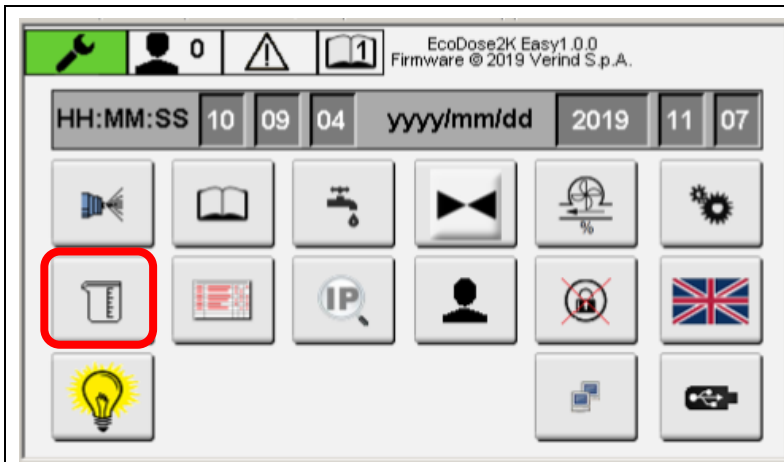 0
1
EcoDose2K Easy1.0.0
Firmware © 2019 Verind S.p.A.
HH:MM:SS 10 09 04 yyyy/mm/dd 2019 11 07
%
IP